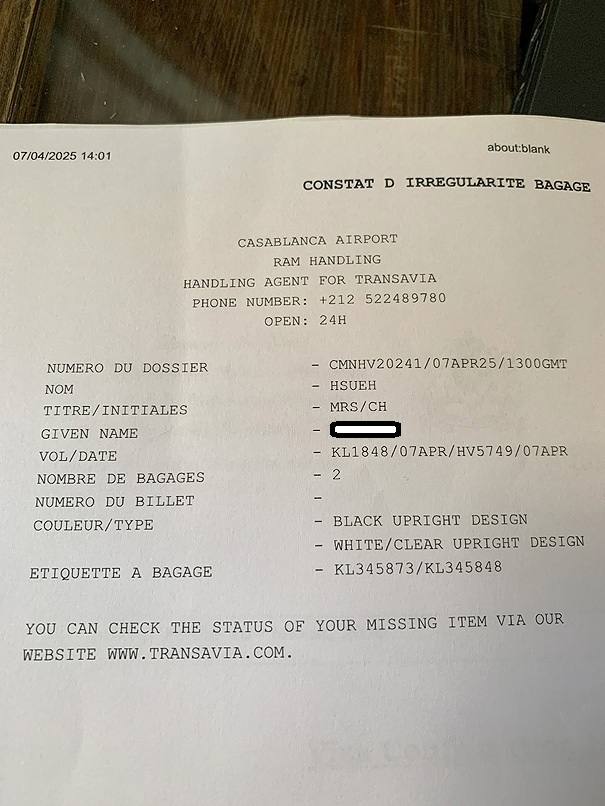 07/04/2025 14:01
about:blank
CONSTAT D IRREGULARITE BAGAGE
CASABLANCA AIRPORT
RAM HANDLING
HANDLING AGENT FOR TRANSAVIA
PHONE NUMBER: +212 522489780
OPEN: 24H
NUMERO DU DOSSIER - CMNHV20241/07APR25/1300GMT
NOM - HSUEH
TITRE/INITIALES - MRS/CH
GIVEN NAME -
VOL/DATE - KL1848/07APR/HV5749/07APR
NOMBRE DE BAGAGES - 2
NUMERO DU BILLET -
COULEUR/TYPE - BLACK UPRIGHT DESIGN
- WHITE/CLEAR UPRIGHT DESIGN
ETIQUETTE A BAGAGE - KL345873/KL345848
YOU CAN CHECK THE STATUS OF YOUR MISSING ITEM VIA OUR
WEBSITE WWW.TRANSAVIA.COM.